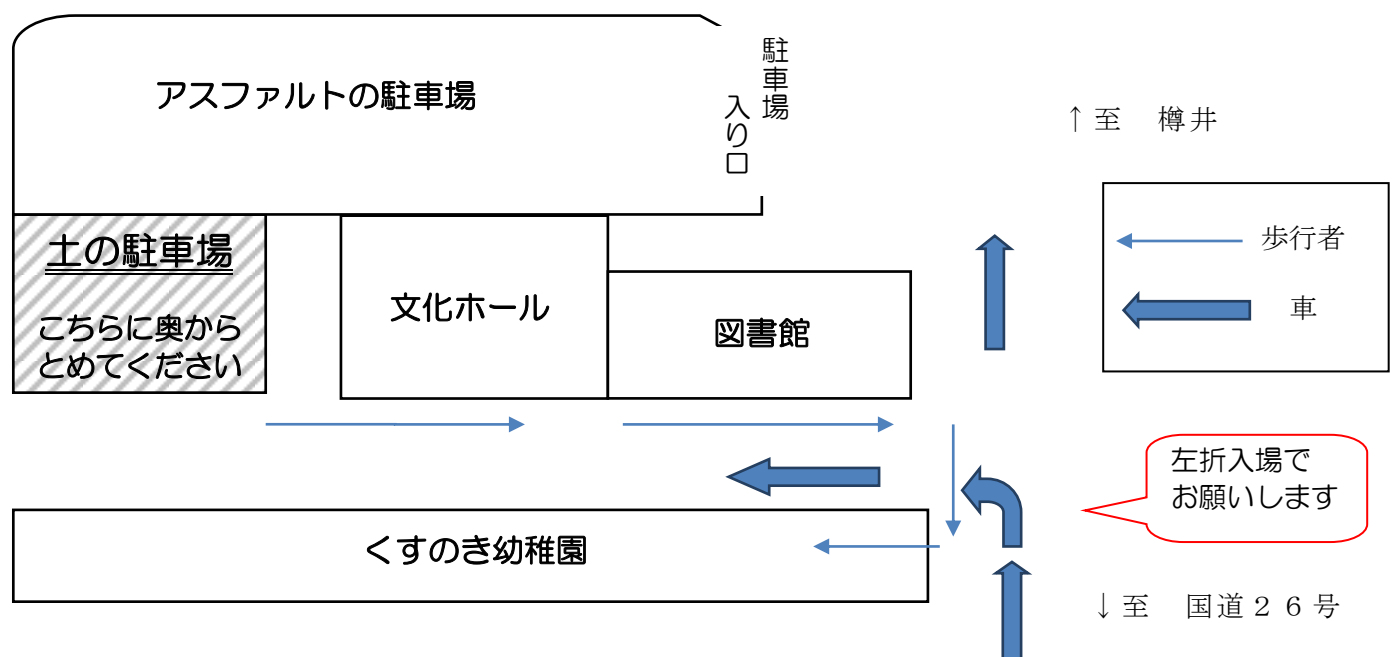 アスファルトの駐車場
駐車場
入り口
↑至　樽井
土の駐車場
こちらに奥から
とめてください
文化ホール
図書館
歩行者
車
左折入場で
お願いします
くすのき幼稚園
↓至　国道２６号